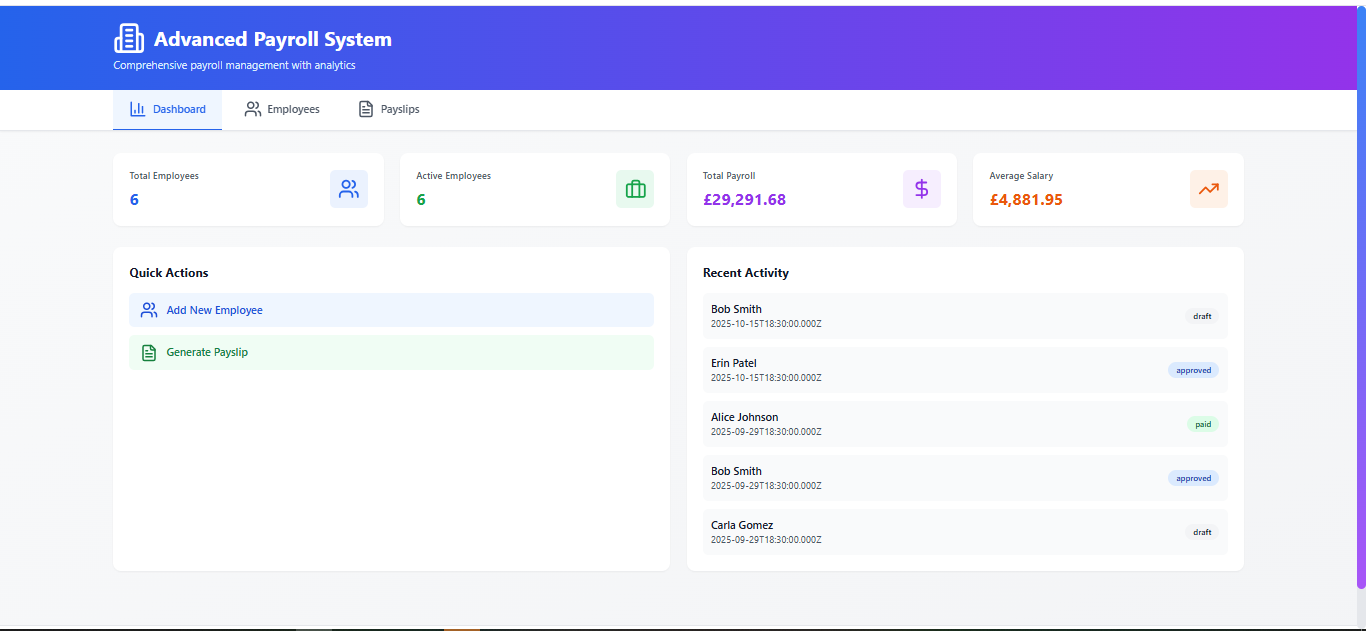 Advanced Payroll System
Comprehensive payroll management with analytics
Dashboard
Employees
Payslips
Total Employees
6
Active Employees
6
Total Payroll
£29,291.68
Average Salary
£4,881.95
Quick Actions
Add New Employee
Generate Payslip
Recent Activity
Bob Smith
2025-10-15T18:30:00.000Z
draft
Erin Patel
2025-10-15T18:30:00.000Z
approved
Alice Johnson
2025-09-29T18:30:00.000Z
paid
Bob Smith
2025-09-29T18:30:00.000Z
approved
Carla Gomez
2025-09-29T18:30:00.000Z
draft